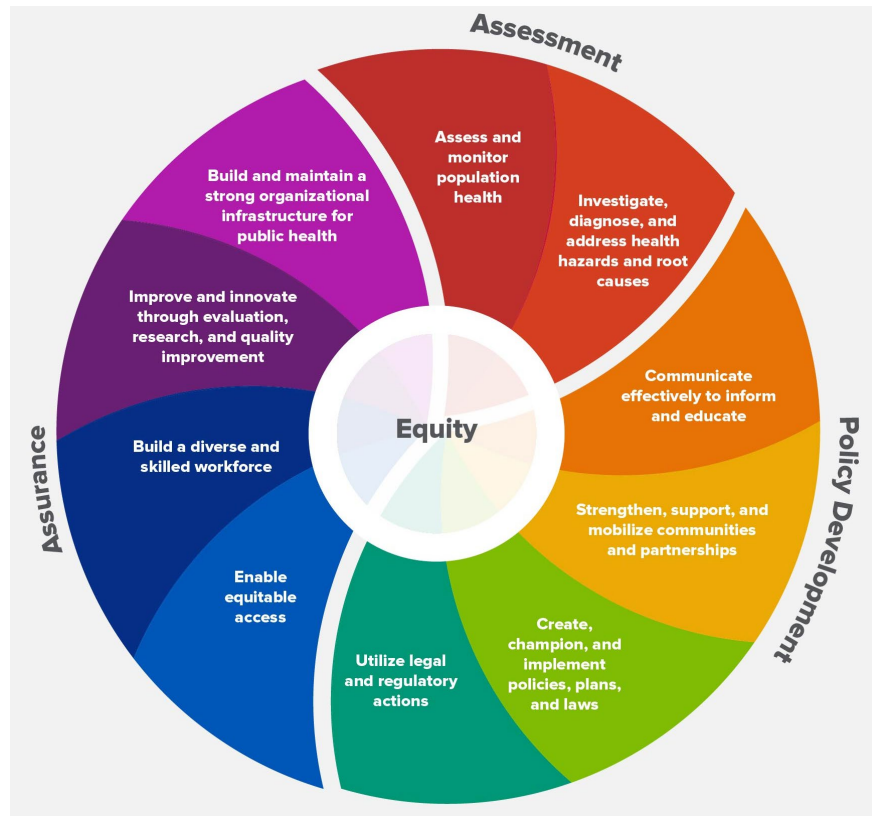 Assessment
Assess and
monitor
population
health
Investigate,
diagnose, and
address health
hazards and root
causes
Communicate
effectively to inform
and educate
Strengthen, support, and
mobilize communities
and partnerships
Create,
champion, and
implement
policies, plans,
and laws
Utilize legal
and regulatory
actions
Policy Development
Enable
equitable
access
Build a diverse and
skilled workforce
Improve and innovate
through evaluation,
research, and quality
improvement
Build and maintain a
strong organizational
infrastructure for
public health
Assurance
Equity